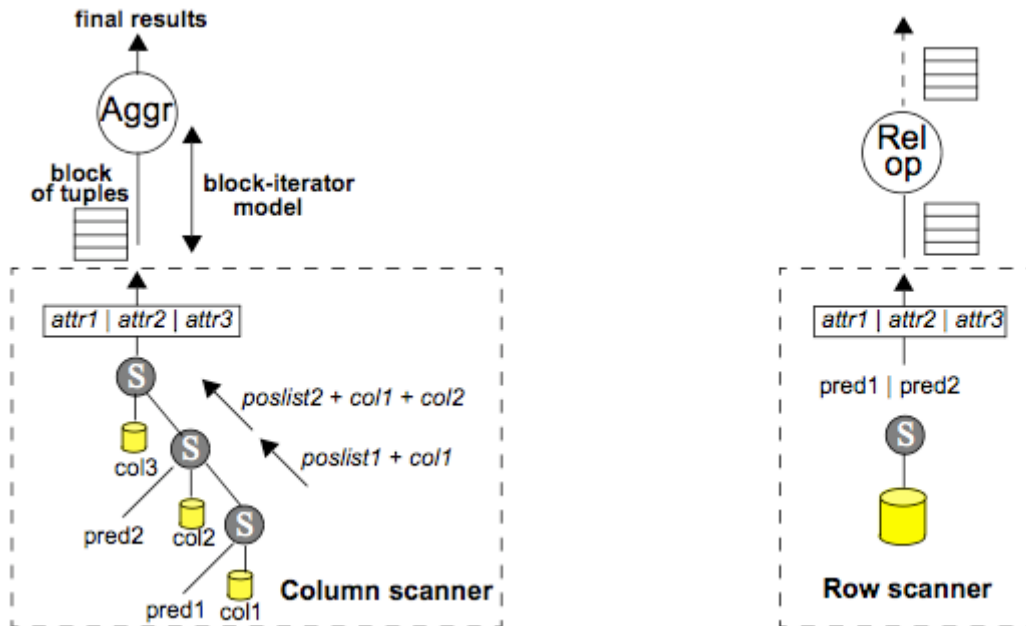 final results
Aggr
block
of tuples
block-iterator
model
attr1 | attr2 | attr3
S
poslist2 + col1 + col2
S
poslist1 + col1
col3
pred2
col2
S
pred1
col1
Column scanner
Rel
op
attr1 | attr2 | attr3
pred1 | pred2
S
Row scanner